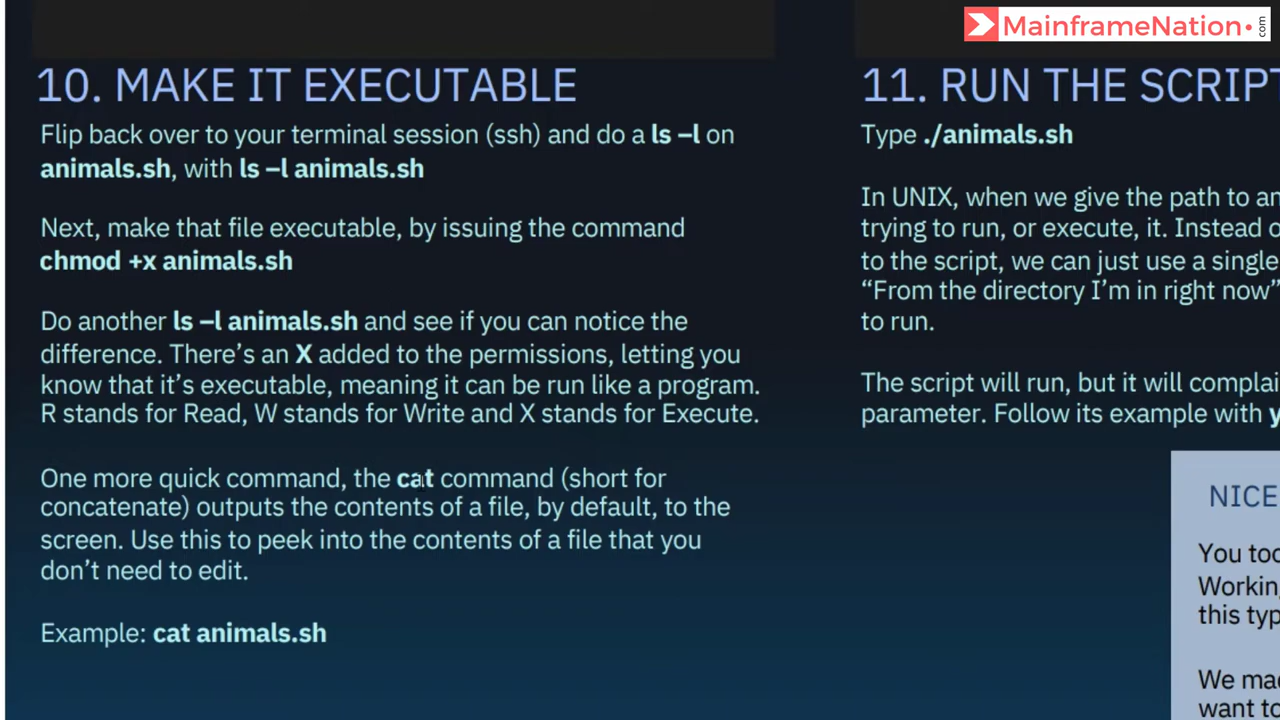 MainframeNation.com
10. MAKE IT EXECUTABLE
Flip back over to your terminal session (ssh) and do a ls –l on
animals.sh, with ls –l animals.sh
Next, make that file executable, by issuing the command
chmod +x animals.sh
Do another ls –l animals.sh and see if you can notice the
difference. There’s an X added to the permissions, letting you
know that it’s executable, meaning it can be run like a program.
R stands for Read, W stands for Write and X stands for Execute.
One more quick command, the cat command (short for
concatenate) outputs the contents of a file, by default, to the
screen. Use this to peek into the contents of a file that you
don’t need to edit.
Example: cat animals.sh
11. RUN THE SCRIPT
Type ./animals.sh
In UNIX, when we give the path to an
trying to run, or execute, it. Instead o
to the script, we can just use a single
“From the directory I’m in right now”
to run.
The script will run, but it will complai
parameter. Follow its example with y
NICE
You too
Working
this typ
We mad
want to